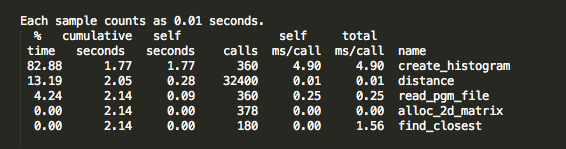 Each sample counts as 0.01 seconds.
  %   cumulative   self              self     total
 time   seconds   seconds    calls  ms/call  ms/call  name
82.88      1.77     1.77      360     4.90     4.90  create_histogram
13.19      2.05     0.28    32400     0.01     0.01  distance
 4.24      2.14     0.09      360     0.25     0.25  read_pgm_file
 0.00      2.14     0.00      378     0.00     0.00  alloc_2d_matrix
 0.00      2.14     0.00      180     0.00     1.56  find_closest